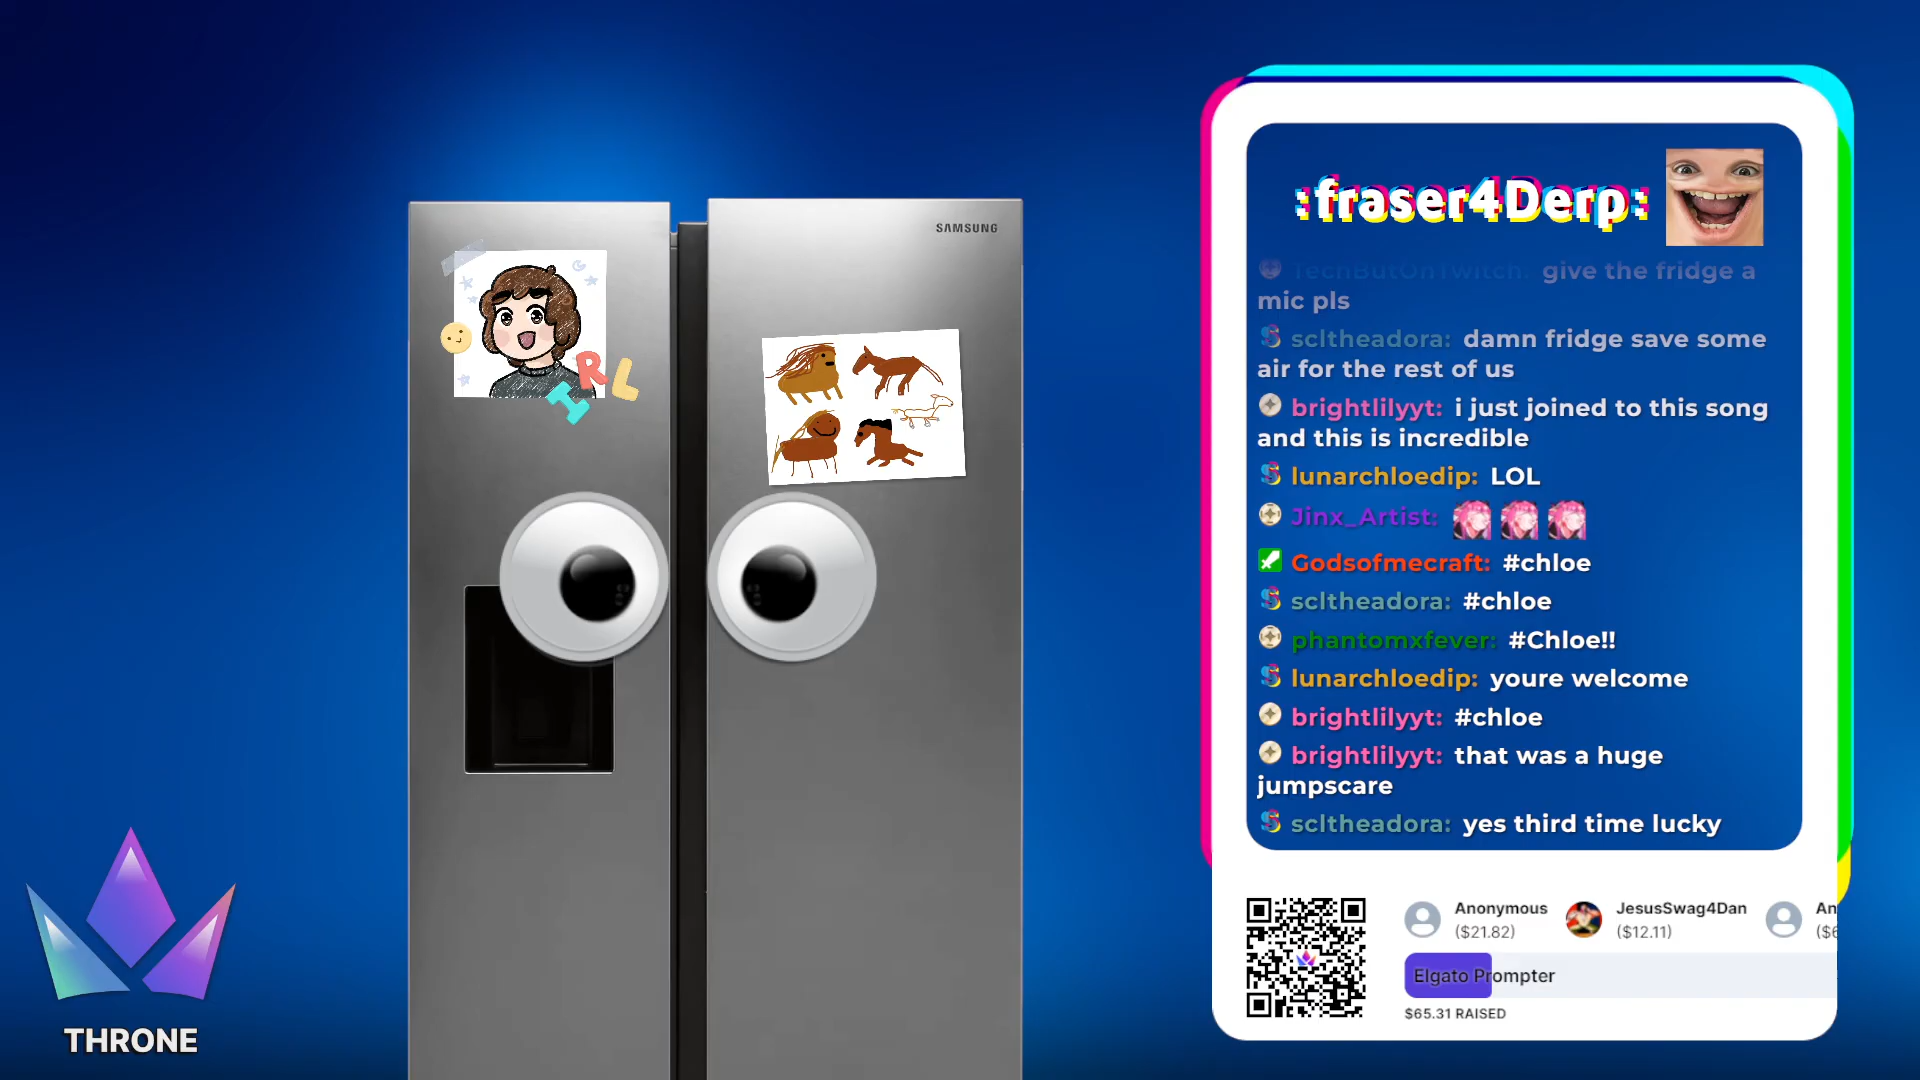 SAMSUNG
I R L
THRONE
:fraser4Derp:
TechButOnTwitch: give the fridge a
mic pls
scltheadora: damn fridge save some
air for the rest of us
brightlilyyt: i just joined to this song
and this is incredible
lunarchloedip: LOL
Jinx_Artist:
Godsofmecraft: #chloe
scltheadora: #chloe
phantomxfever: #Chloe!!
lunarchloedip: youre welcome
brightlilyyt: #chloe
brightlilyyt: that was a huge
jumpscare
scltheadora: yes third time lucky
Anonymous
($21.82)
JesusSwag4Dan
($12.11)
An
($6
Elgato Prompter
$65.31 RAISED